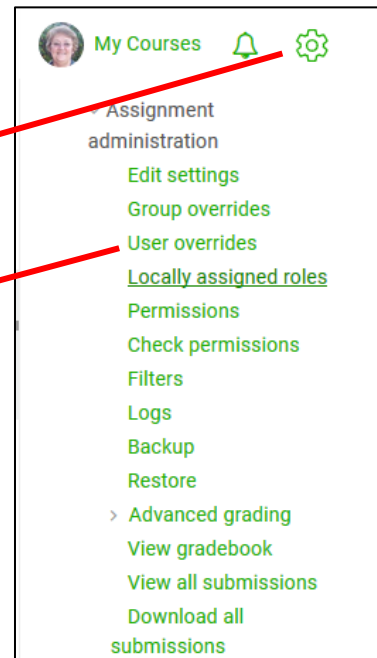 My Courses
Assignment
administration
Edit settings
Group overrides
User overrides
Locally assigned roles
Permissions
Check permissions
Filters
Logs
Backup
Restore
Advanced grading
View gradebook
View all submissions
Download all
submissions